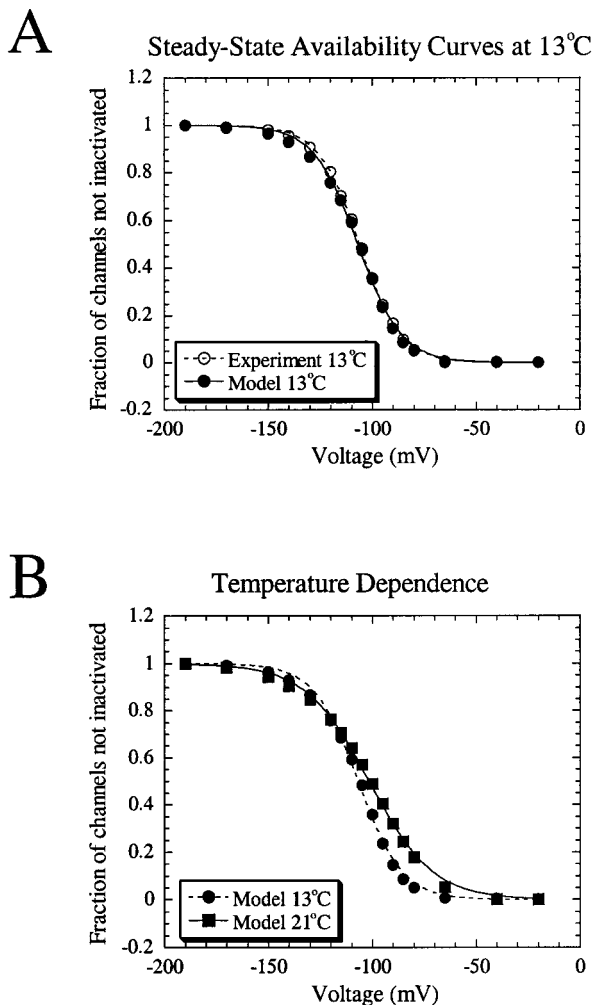 A
Steady-State Availability Curves at 13°C
Fraction of channels not inactivated
1.2
1
0.8
0.6
0.4
0.2
0
-0.2
Experiment 13°C
Model 13°C
-200
-150
-100
-50
0
Voltage (mV)
B
Temperature Dependence
Fraction of channels not inactivated
1.2
1
0.8
0.6
0.4
0.2
0
-0.2
Model 13°C
Model 21°C
-200
-150
-100
-50
0
Voltage (mV)